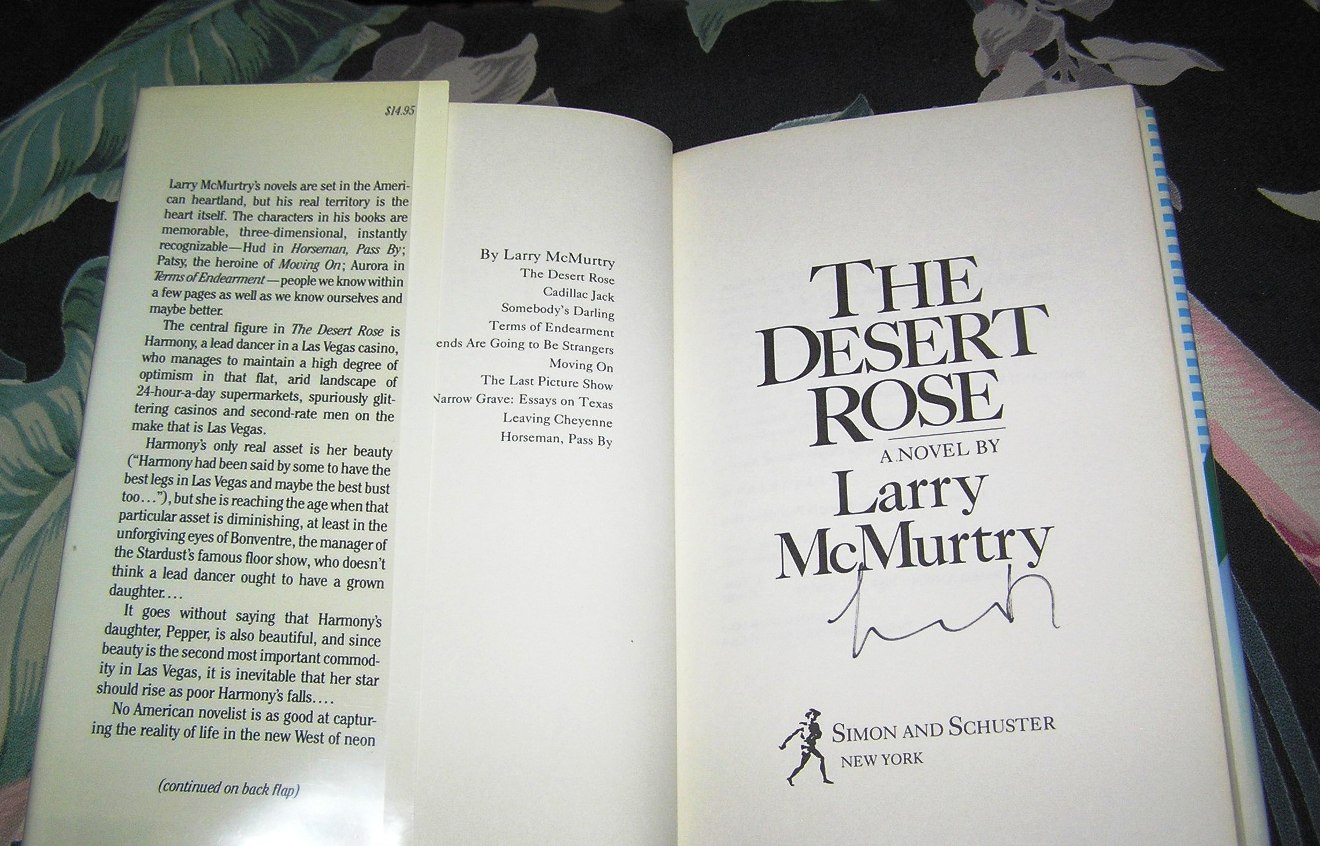 $14.95
Larry McMurtry's novels are set in the Ameri-
can heartland, but his real territory is the
heart itself. The characters in his books are
memorable, three-dimensional, instantly
recognizable—Hud in Horseman, Pass By;
Patsy, the heroine of Moving On; Aurora in
Terms of Endearment—people we know within
a few pages as well as we know ourselves and
maybe better.
The central figure in The Desert Rose is
Harmony, a lead dancer in a Las Vegas casino,
who manages to maintain a high degree of
optimism in that flat, arid landscape of
24-hour-a-day supermarkets, spuriously glit-
tering casinos and second-rate men on the
make that is Las Vegas.
Harmony's only real asset is her beauty
("Harmony had been said by some to have the
best legs in Las Vegas and maybe the best bust
too..."), but she is reaching the age when that
particular asset is diminishing, at least in the
unforgiving eyes of Bonventre, the manager of
the Stardust's famous floor show, who doesn't
think a lead dancer ought to have a grown
daughter....
It goes without saying that Harmony's
daughter, Pepper, is also beautiful, and since
beauty is the second most important commod-
ity in Las Vegas, it is inevitable that her star
should rise as poor Harmony's falls....
No American novelist is as good at captur-
ing the reality of life in the new West of neon
(continued on back flap)
By Larry McMurtry
The Desert Rose
Cadillac Jack
Somebody's Darling
Terms of Endearment
ends Are Going to Be Strangers
Moving On
The Last Picture Show
Narrow Grave: Essays on Texas
Leaving Cheyenne
Horseman, Pass By
THE
DESERT
ROSE
A NOVEL BY
Larry
McMurtry
SIMON AND SCHUSTER
NEW YORK